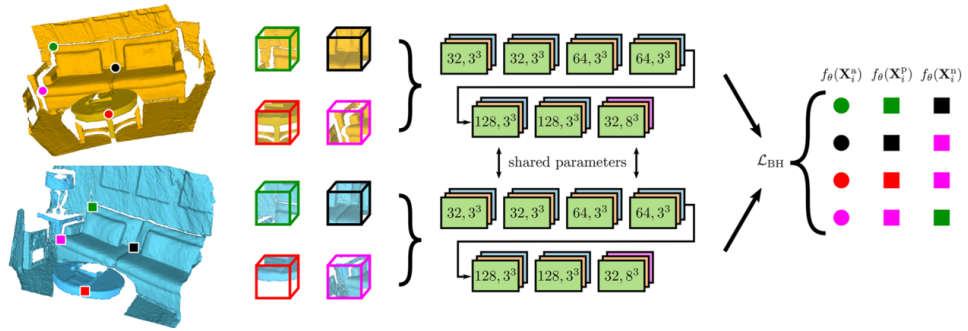 32, 3³ 32, 3³ 64, 3³ 64, 3³
128, 3³ 128, 3³ 32, 8³
shared parameters
32, 3³ 32, 3³ 64, 3³ 64, 3³
128, 3³ 128, 3³ 32, 8³
ℒ_BH
f_θ(X_i^a) f_θ(X_i^p) f_θ(X_i^n)